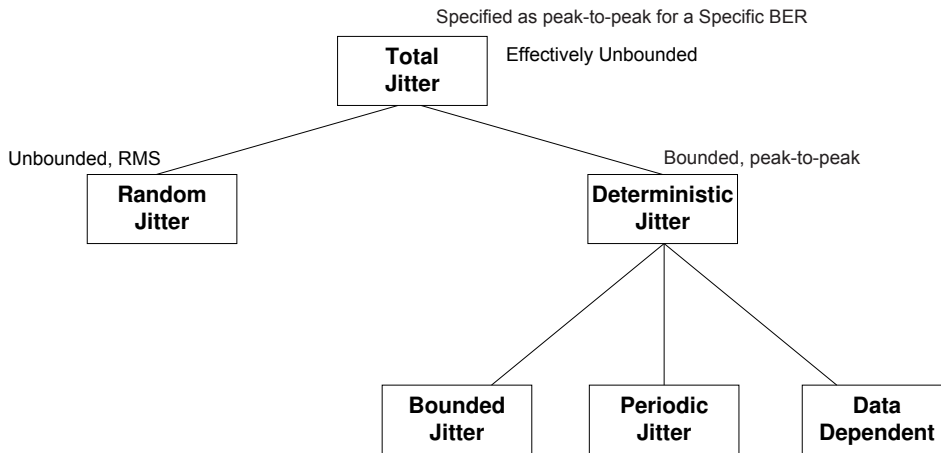 Specified as peak-to-peak for a Specific BER
Total
Jitter
Effectively Unbounded
Unbounded, RMS
Random
Jitter
Bounded, peak-to-peak
Deterministic
Jitter
Bounded
Jitter
Periodic
Jitter
Data
Dependent